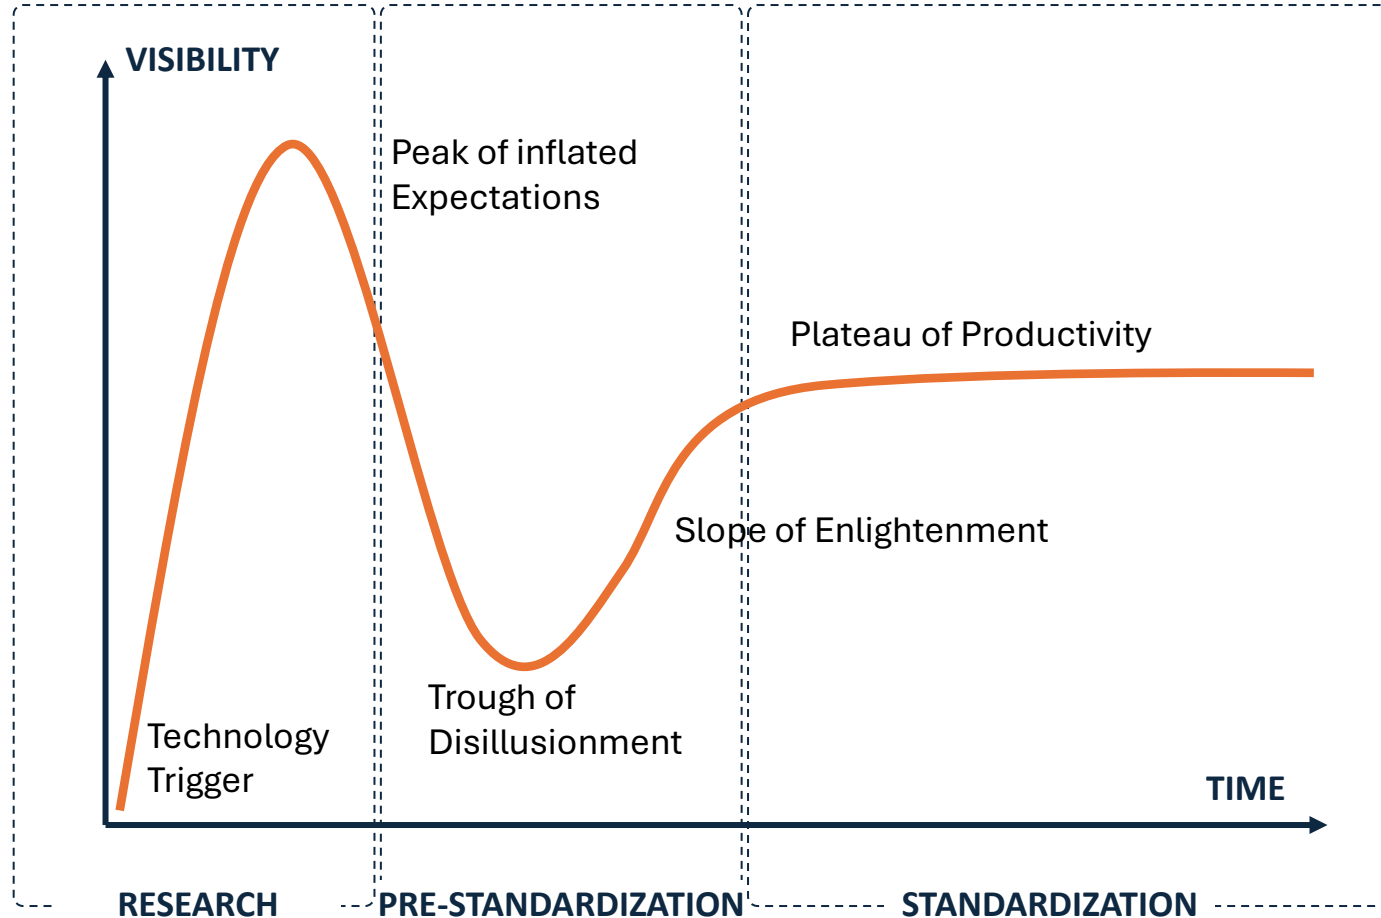 VISIBILITY
Peak of inflated
Expectations
Plateau of Productivity
Slope of Enlightenment
Trough of
Disillusionment
Technology
Trigger
TIME
RESEARCH
PRE-STANDARDIZATION
STANDARDIZATION